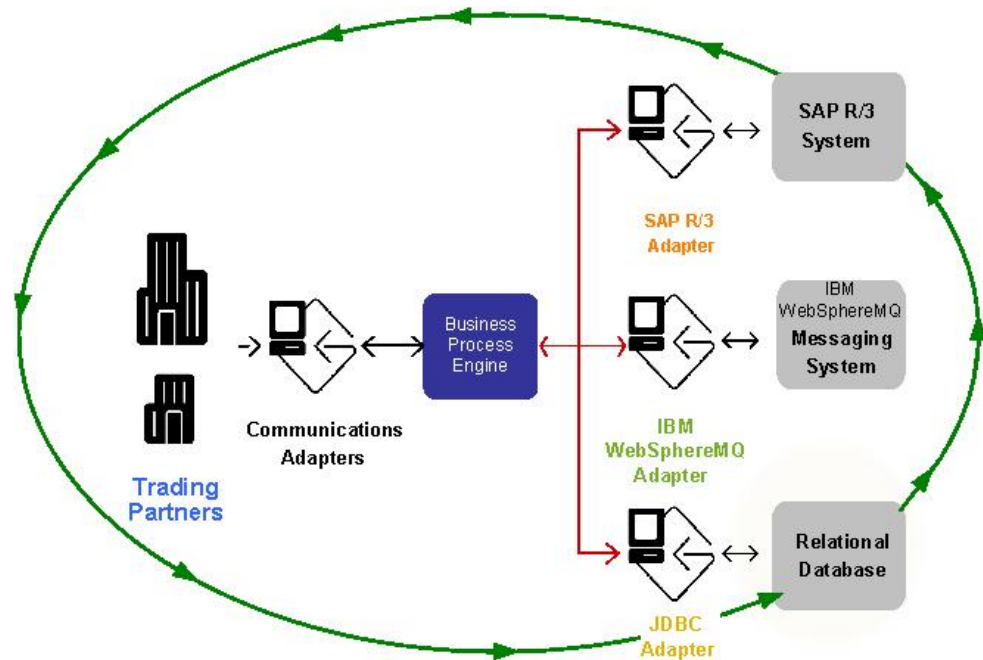 SAP R/3
System
SAP R/3
Adapter
IBM
WebSphereMQ
Messaging
System
Business
Process
Engine
Communications
Adapters
IBM
WebSphereMQ
Adapter
Trading
Partners
Relational
Database
JDBC
Adapter